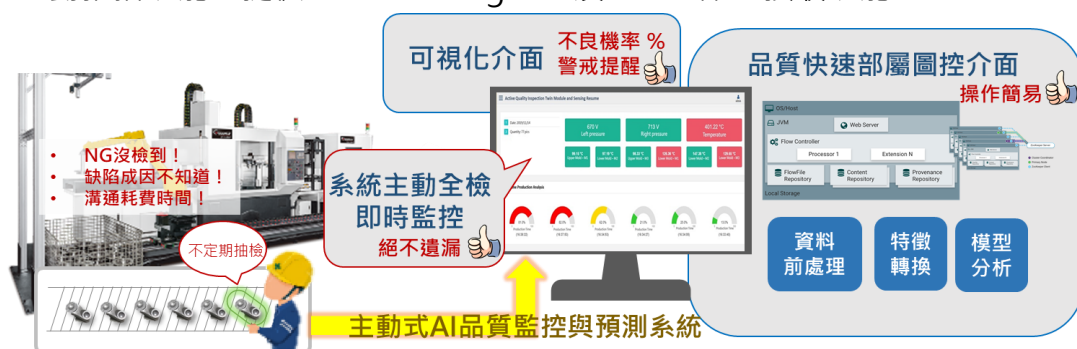 可視化介面
不良機率 %
警戒提醒
品質快速部屬圖控介面
操作簡易
NG沒檢到！
缺陷成因不知道！
溝通耗費時間！
不定期抽檢
系統主動全檢
即時監控
絕不遺漏
Active Quality Inspection Twin Module and Sensing Resume
670 V
Left pressure
715 V
Right pressure
401.22 °C
Temperature
Production Analysis
OS/Host
JVM
Web Server
Flow Controller
Processor 1
Extension N
FlowFile
Repository
Content
Repository
Provenance
Repository
Local Storage
資料
前處理
特徵
轉換
模型
分析
主動式AI品質監控與預測系統